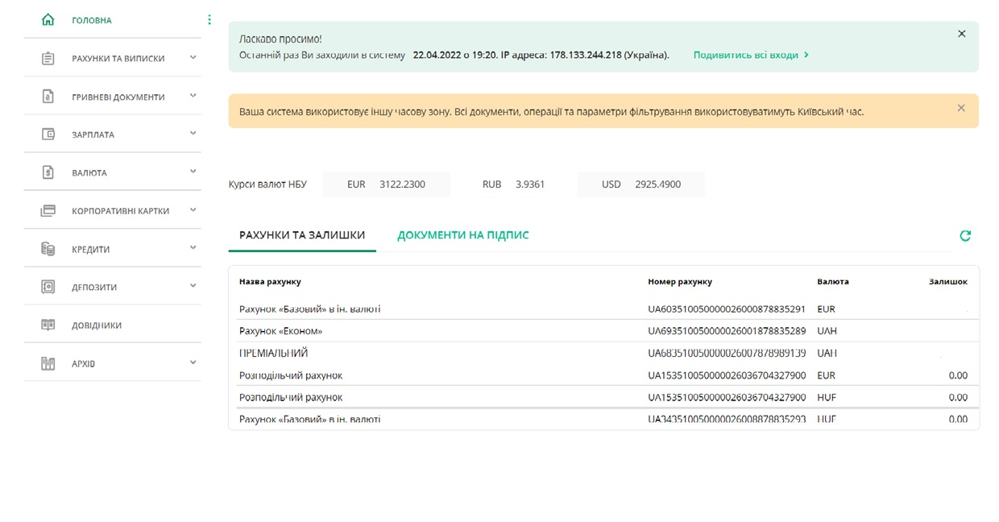 ГОЛОВНА
РАХУНКИ ТА ВИПИСКИ
ГРИВНЕВІ ДОКУМЕНТИ
ЗАРПЛАТА
ВАЛЮТА
КОРПОРАТИВНІ КАРТКИ
КРЕДИТИ
ДЕПОЗИТИ
ДОВІДНИКИ
АРХІВ
Ласкаво просимо!
Останній раз Ви заходили в систему 22.04.2022 о 19:20. IP адреса: 178.133.244.218 (Україна). Подивитись всі входи
Ваша система використовує іншу часову зону. Всі документи, операції та параметри фільтрування використовуватимуть Київський час.
Курси валют НБУ EUR 3122.2300 RUB 3.9361 USD 2925.4900
РАХУНКИ ТА ЗАЛИШКИ ДОКУМЕНТИ НА ПІДПИС
Назва рахунку Номер рахунку Валюта Залишок
Рахунок «Базовий» в ін. валюті UA603510050000026000878835291 EUR
Рахунок «Економ» UA693510050000026001878835289 UAH
ПРЕМІАЛЬНИЙ UA683510050000026007878989139 UAH
Розподільчий рахунок UA153510050000026036704327900 EUR 0.00
Розподільчий рахунок UA153510050000026036704327900 HUF 0.00
Рахунок «Базовий» в ін. валюті UA343510050000026008878835293 HUF 0.00